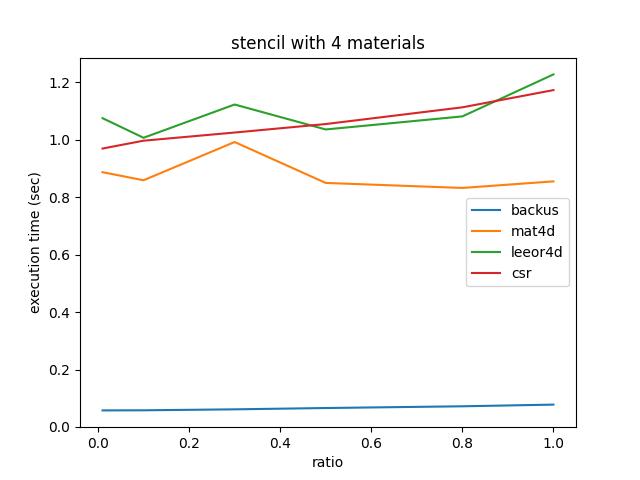 stencil with 4 materials
execution time (sec)
1.2
1.0
0.8
0.6
0.4
0.2
0.0
backus
mat4d
leeor4d
csr
0.0 0.2 0.4 0.6 0.8 1.0
ratio